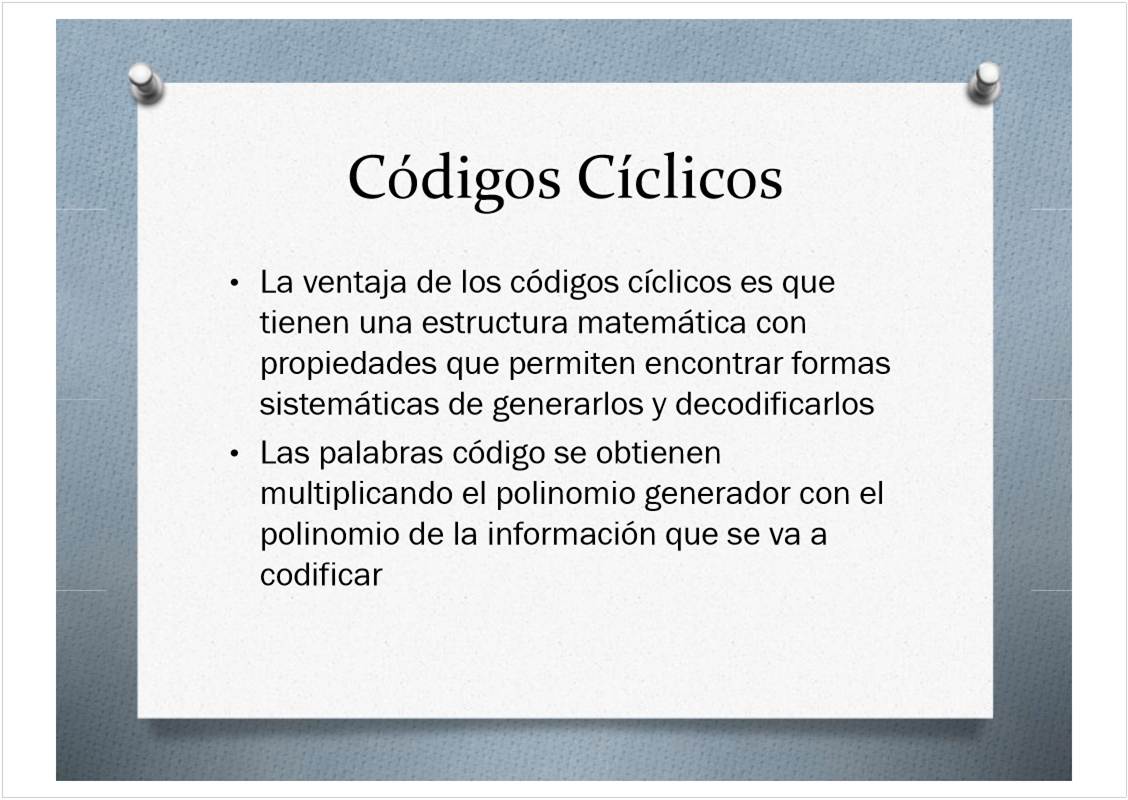 Códigos Cíclicos
• La ventaja de los códigos cíclicos es que
tienen una estructura matemática con
propiedades que permiten encontrar formas
sistemáticas de generarlos y decodificarlos
• Las palabras código se obtienen
multiplicando el polinomio generador con el
polinomio de la información que se va a
codificar